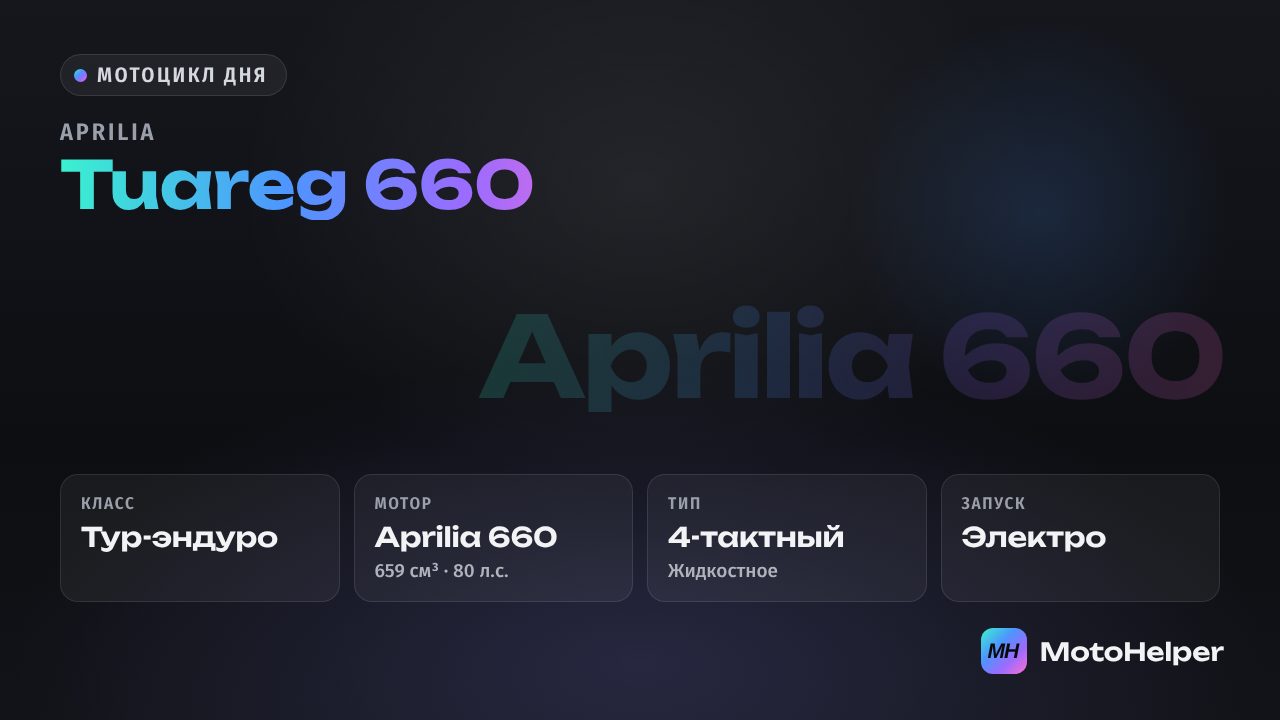 МОТОЦИКЛ ДНЯ
APRILIA
Tuareg 660
Aprilia 660
КЛАСС
Тур-эндуро
МОТОР
Aprilia 660
659 см³ · 80 л.с.
ТИП
4-тактный
Жидкостное
ЗАПУСК
Электро
MH MotoHelper